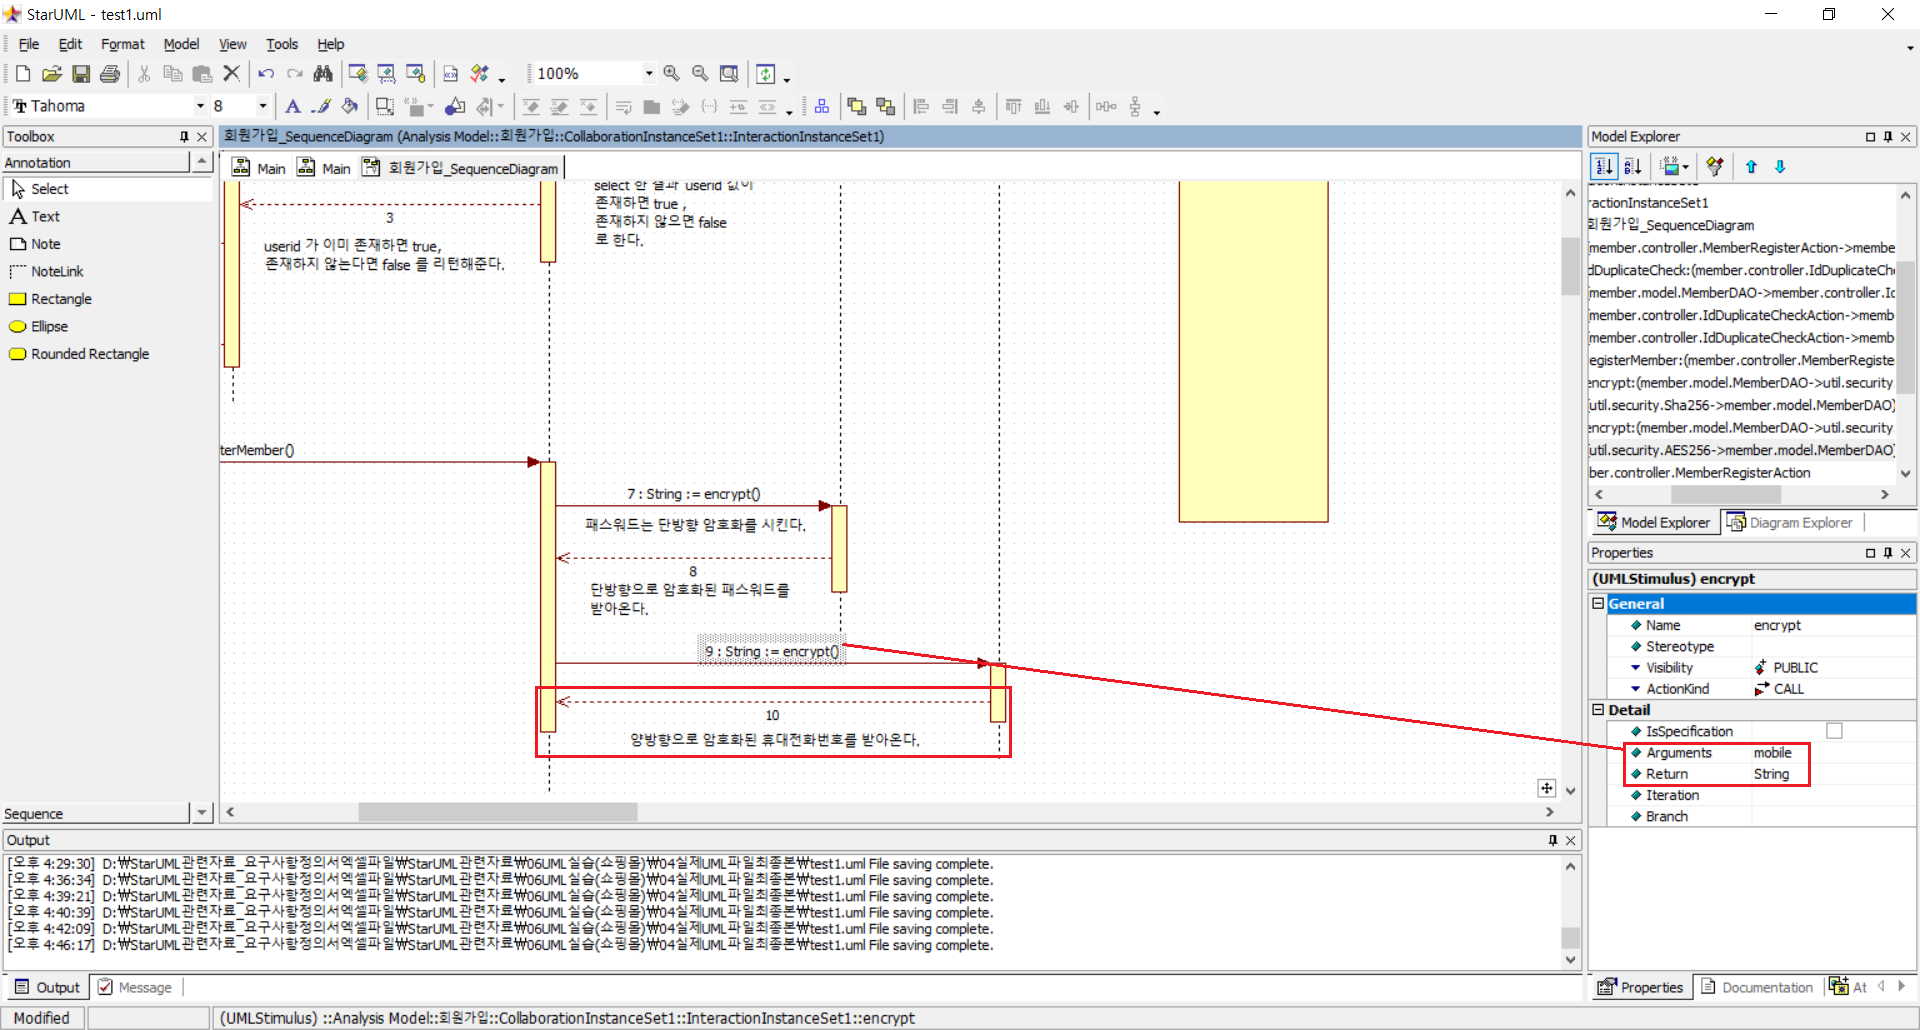 StarUML - test1.uml
File Edit Format Model View Tools Help
100%
Tahoma 8
Toolbox
Annotation
Select
Text
Note
NoteLink
Rectangle
Ellipse
Rounded Rectangle
Sequence
회원가입_SequenceDiagram (Analysis Model::회원가입::CollaborationInstanceSet1::InteractionInstanceSet1)
Main Main 회원가입_SequenceDiagram
select 한 결과 userid 값이
존재하면 true ,
존재하지 않으면 false
로 한다.
3
userid 가 이미 존재하면 true,
존재하지 않는다면 false 를 리턴해준다.
terMember()
7 : String := encrypt()
패스워드는 단방향 암호화를 시킨다.
8
단방향으로 암호화된 패스워드를
받아온다.
9 : String := encrypt()
10
양방향으로 암호화된 휴대전화번호를 받아온다.
Model Explorer
ractionInstanceSet1
회원가입_SequenceDiagram
(member.controller.MemberRegisterAction->membe
dDuplicateCheck:(member.controller.IdDuplicateCh
(member.model.MemberDAO->member.controller.Id
(member.controller.IdDuplicateCheckAction->memb
(member.controller.IdDuplicateCheckAction->memb
egisterMember:(member.controller.MemberRegiste
encrypt:(member.model.MemberDAO->util.security.
(util.security.Sha256->member.model.MemberDAO)
encrypt:(member.model.MemberDAO->util.security.
(util.security.AES256->member.model.MemberDAO)
ber.controller.MemberRegisterAction
Model Explorer Diagram Explorer
Properties
(UMLStimulus) encrypt
General
Name encrypt
Stereotype
Visibility PUBLIC
ActionKind CALL
Detail
IsSpecification
Arguments mobile
Return String
Iteration
Branch
Properties Documentation At
Output
[오후 4:29:30] D:₩StarUML관련자료_요구사항정의서엑셀파일₩StarUML관련자료₩06UML실습(쇼핑몰)₩04실제UML파일최종본₩test1.uml File saving complete.
[오후 4:36:34] D:₩StarUML관련자료_요구사항정의서엑셀파일₩StarUML관련자료₩06UML실습(쇼핑몰)₩04실제UML파일최종본₩test1.uml File saving complete.
[오후 4:39:21] D:₩StarUML관련자료_요구사항정의서엑셀파일₩StarUML관련자료₩06UML실습(쇼핑몰)₩04실제UML파일최종본₩test1.uml File saving complete.
[오후 4:40:39] D:₩StarUML관련자료_요구사항정의서엑셀파일₩StarUML관련자료₩06UML실습(쇼핑몰)₩04실제UML파일최종본₩test1.uml File saving complete.
[오후 4:42:09] D:₩StarUML관련자료_요구사항정의서엑셀파일₩StarUML관련자료₩06UML실습(쇼핑몰)₩04실제UML파일최종본₩test1.uml File saving complete.
[오후 4:46:17] D:₩StarUML관련자료_요구사항정의서엑셀파일₩StarUML관련자료₩06UML실습(쇼핑몰)₩04실제UML파일최종본₩test1.uml File saving complete.
Output Message
Modified (UMLStimulus) ::Analysis Model::회원가입::CollaborationInstanceSet1::InteractionInstanceSet1::encrypt